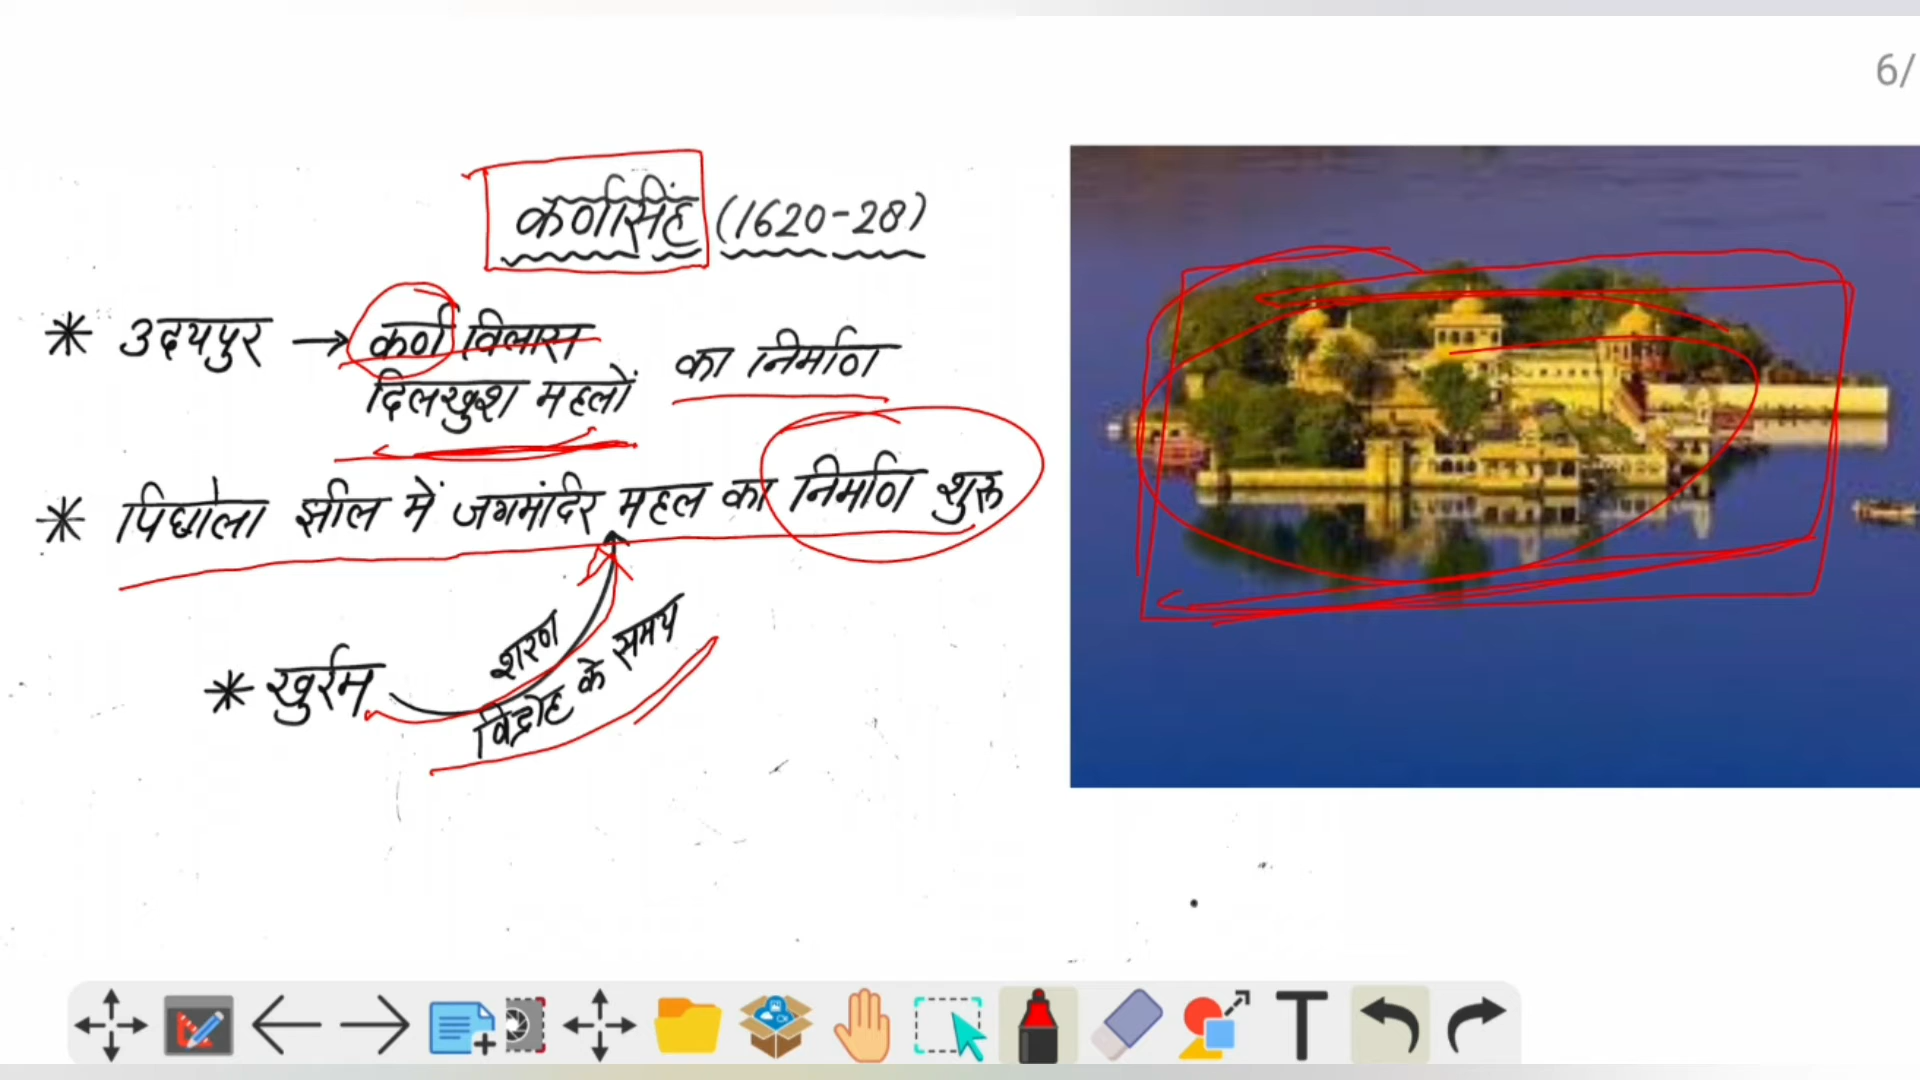 6/
कर्णसिंह (1620-28)
* उदयपुर → कर्ण विलास
दिलखुश महलों
का निर्माण
* पिछोला झील में जगमंदिर महल का निर्माण शुरू
* खुर्रम
शरण
विद्रोह के समय
T